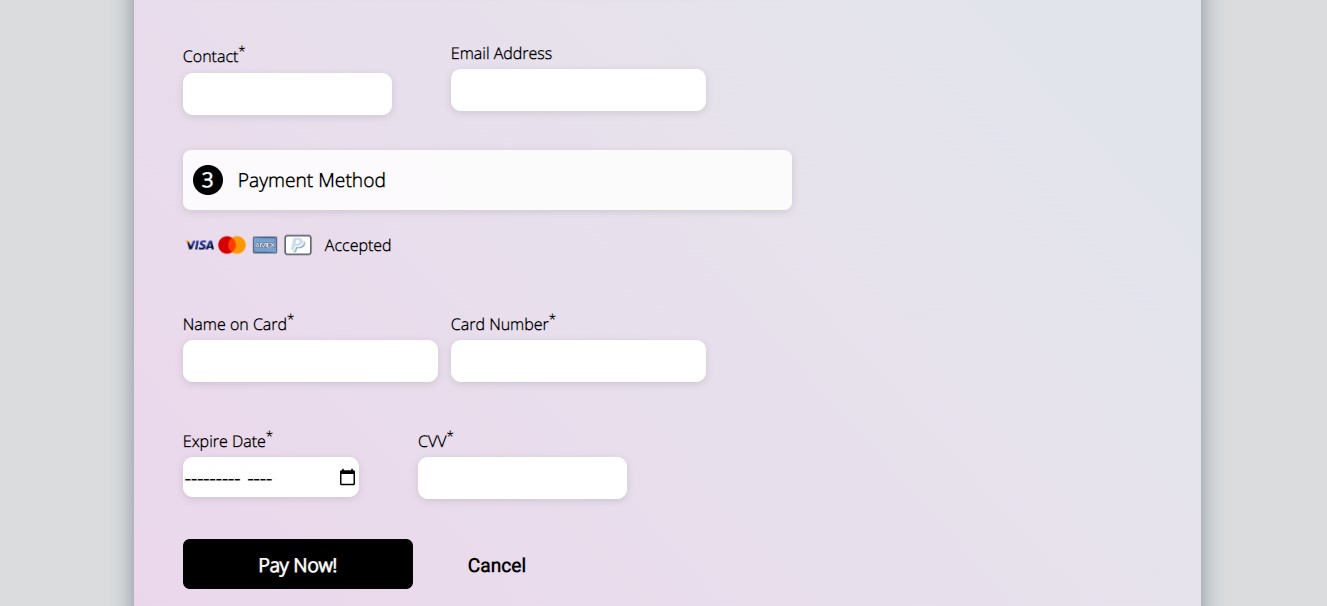 Contact* Email Address
3 Payment Method
VISA AMEX P Accepted
Name on Card* Card Number*
Expire Date* CVV*
--------- ----
Pay Now! Cancel